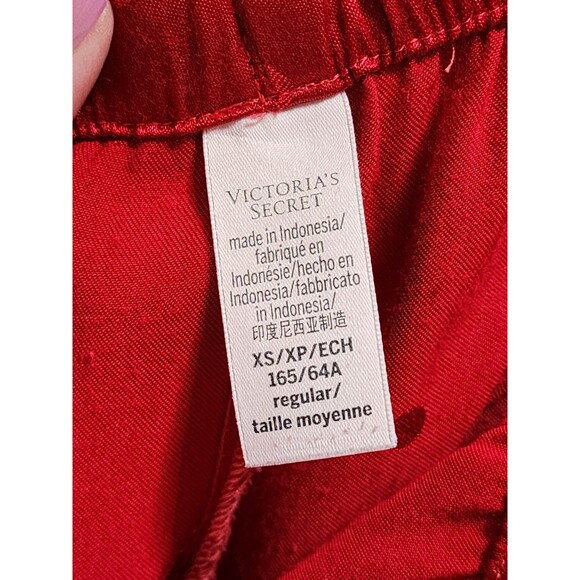 VICTORIA'S
SECRET
made in Indonesia/
fabriqué en
Indonésie/hecho en
Indonesia/fabbricato
in Indonesia/
印度尼西亚制造
XS/XP/ECH
165/64A
regular/
taille moyenne